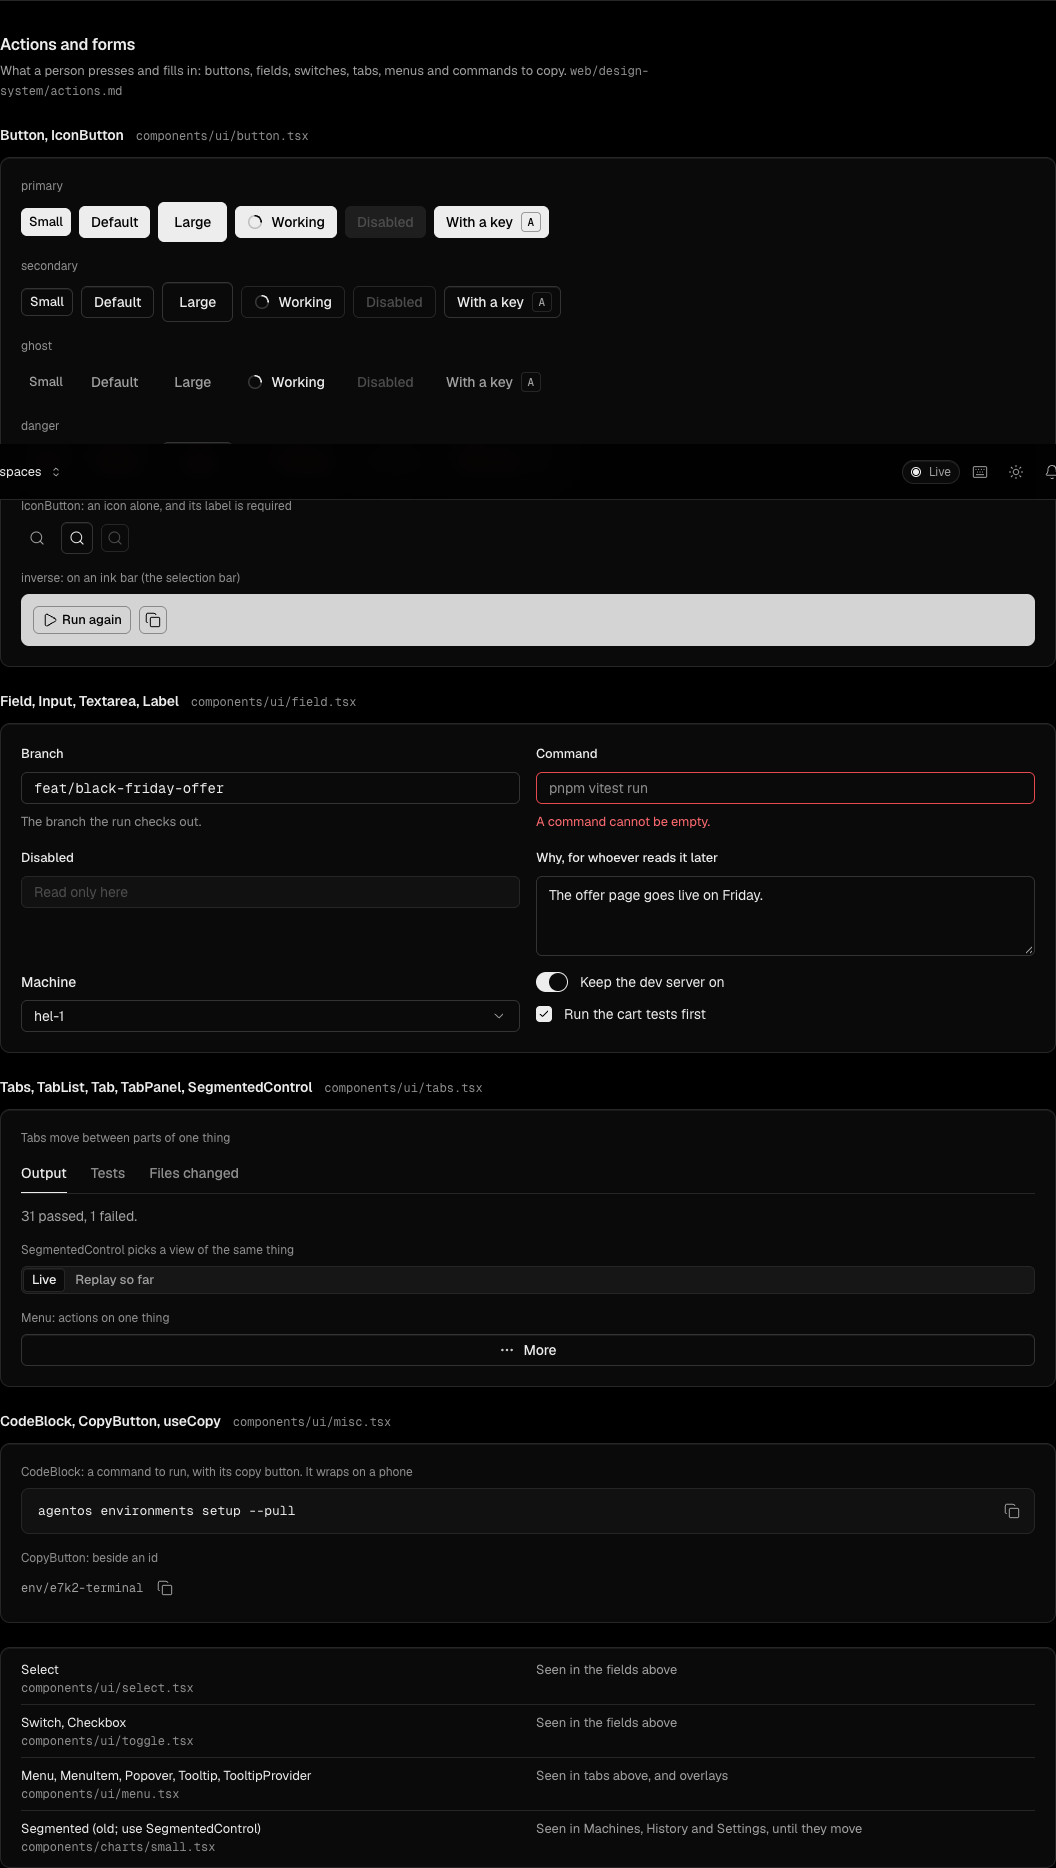 Actions and forms
What a person presses and fills in: buttons, fields, switches, tabs, menus and commands to copy. web/design-
system/actions.md
Button, IconButton components/ui/button.tsx
primary
Small Default Large Working Disabled With a key A
secondary
Small Default Large Working Disabled With a key A
ghost
Small Default Large Working Disabled With a key A
danger
spaces Live
IconButton: an icon alone, and its label is required
inverse: on an ink bar (the selection bar)
Run again
Field, Input, Textarea, Label components/ui/field.tsx
Branch Command
feat/black-friday-offer pnpm vitest run
The branch the run checks out. A command cannot be empty.
Disabled Why, for whoever reads it later
Read only here The offer page goes live on Friday.
Machine Keep the dev server on
hel-1 Run the cart tests first
Tabs, TabList, Tab, TabPanel, SegmentedControl components/ui/tabs.tsx
Tabs move between parts of one thing
Output Tests Files changed
31 passed, 1 failed.
SegmentedControl picks a view of the same thing
Live Replay so far
Menu: actions on one thing
More
CodeBlock, CopyButton, useCopy components/ui/misc.tsx
CodeBlock: a command to run, with its copy button. It wraps on a phone
agentos environments setup --pull
CopyButton: beside an id
env/e7k2-terminal
Select Seen in the fields above
components/ui/select.tsx
Switch, Checkbox Seen in the fields above
components/ui/toggle.tsx
Menu, MenuItem, Popover, Tooltip, TooltipProvider Seen in tabs above, and overlays
components/ui/menu.tsx
Segmented (old; use SegmentedControl) Seen in Machines, History and Settings, until they move
components/charts/small.tsx